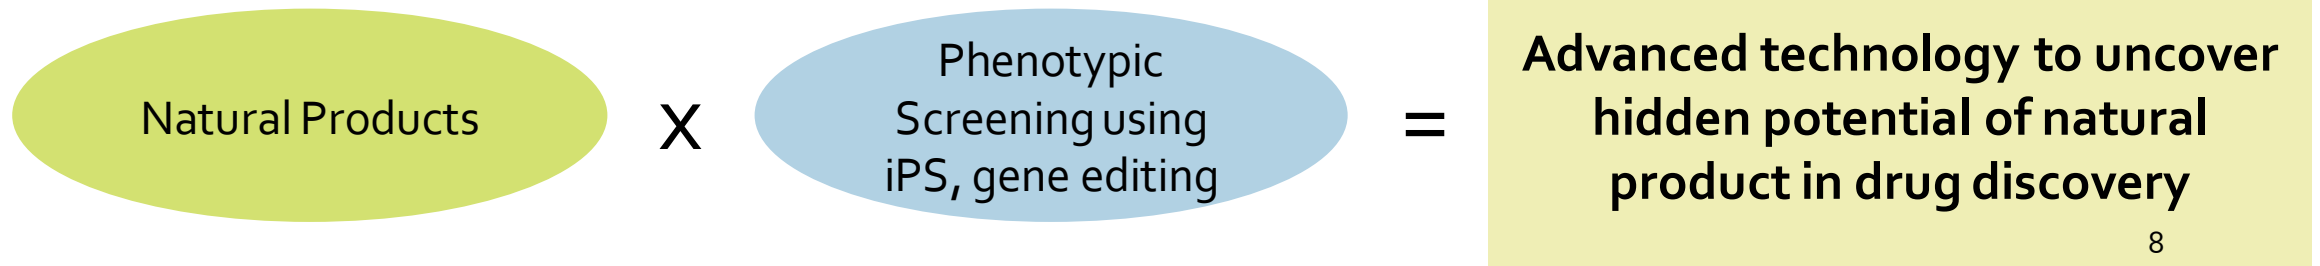 Natural Products
x
Phenotypic
Screening using
iPS, gene editing
=
Advanced technology to uncover
hidden potential of natural
product in drug discovery
8